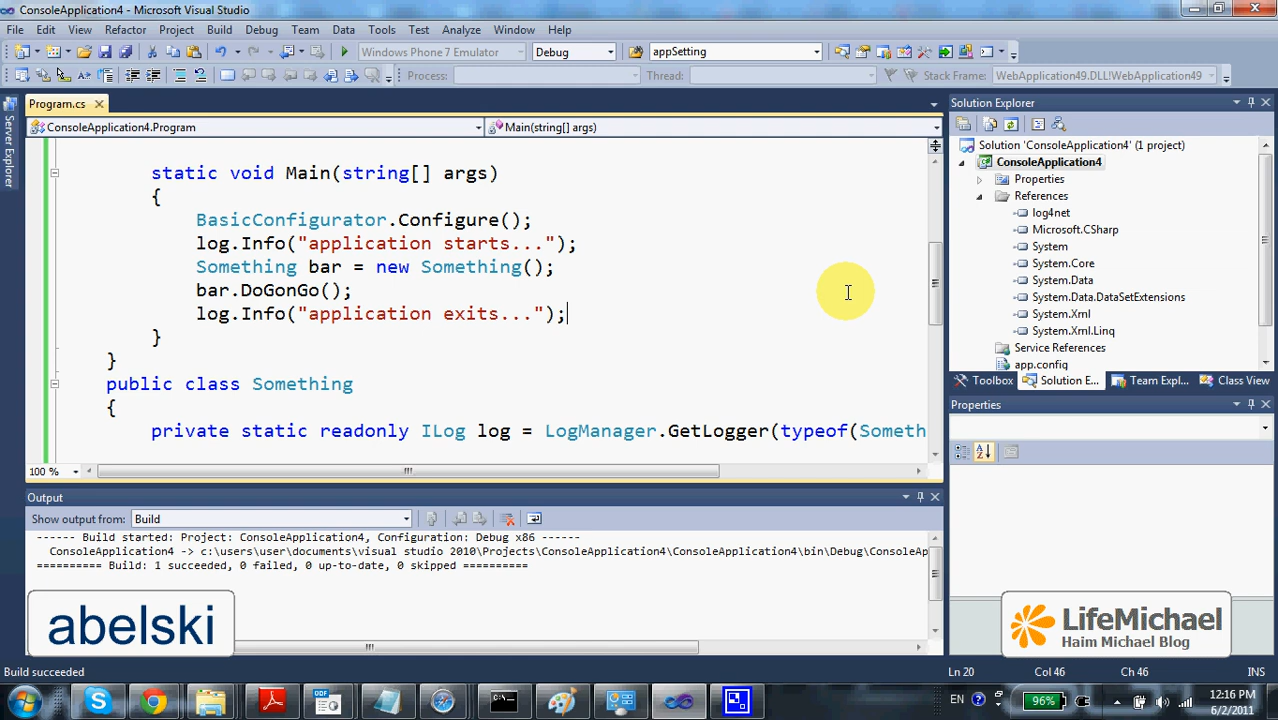 ConsoleApplication4 - Microsoft Visual Studio
File Edit View Refactor Project Build Debug Team Data Tools Test Analyze Window Help
Windows Phone 7 Emulator Debug appSetting
Process: Thread: Stack Frame: WebApplication49.DLL!WebApplication49
Server Explorer
Program.cs
ConsoleApplication4.Program Main(string[] args)
static void Main(string[] args)
{
BasicConfigurator.Configure();
log.Info("application starts...");
Something bar = new Something();
bar.DoGonGo();
log.Info("application exits...");
}
}
public class Something
{
private static readonly ILog log = LogManager.GetLogger(typeof(Someth
100 %
Solution Explorer
Solution 'ConsoleApplication4' (1 project)
ConsoleApplication4
Properties
References
log4net
Microsoft.CSharp
System
System.Core
System.Data
System.Data.DataSetExtensions
System.Xml
System.Xml.Linq
Service References
app.config
Toolbox Solution E... Team Expl... Class View
Properties
Output
Show output from: Build
------ Build started: Project: ConsoleApplication4, Configuration: Debug x86 ------
ConsoleApplication4 -> c:\users\user\documents\visual studio 2010\Projects\ConsoleApplication4\ConsoleApplication4\bin\Debug\ConsoleAp
========== Build: 1 succeeded, 0 failed, 0 up-to-date, 0 skipped ==========
abelski
LifeMichael
Haim Michael Blog
Build succeeded Ln 20 Col 46 Ch 46 INS
EN 96% 12:16 PM
6/2/2011